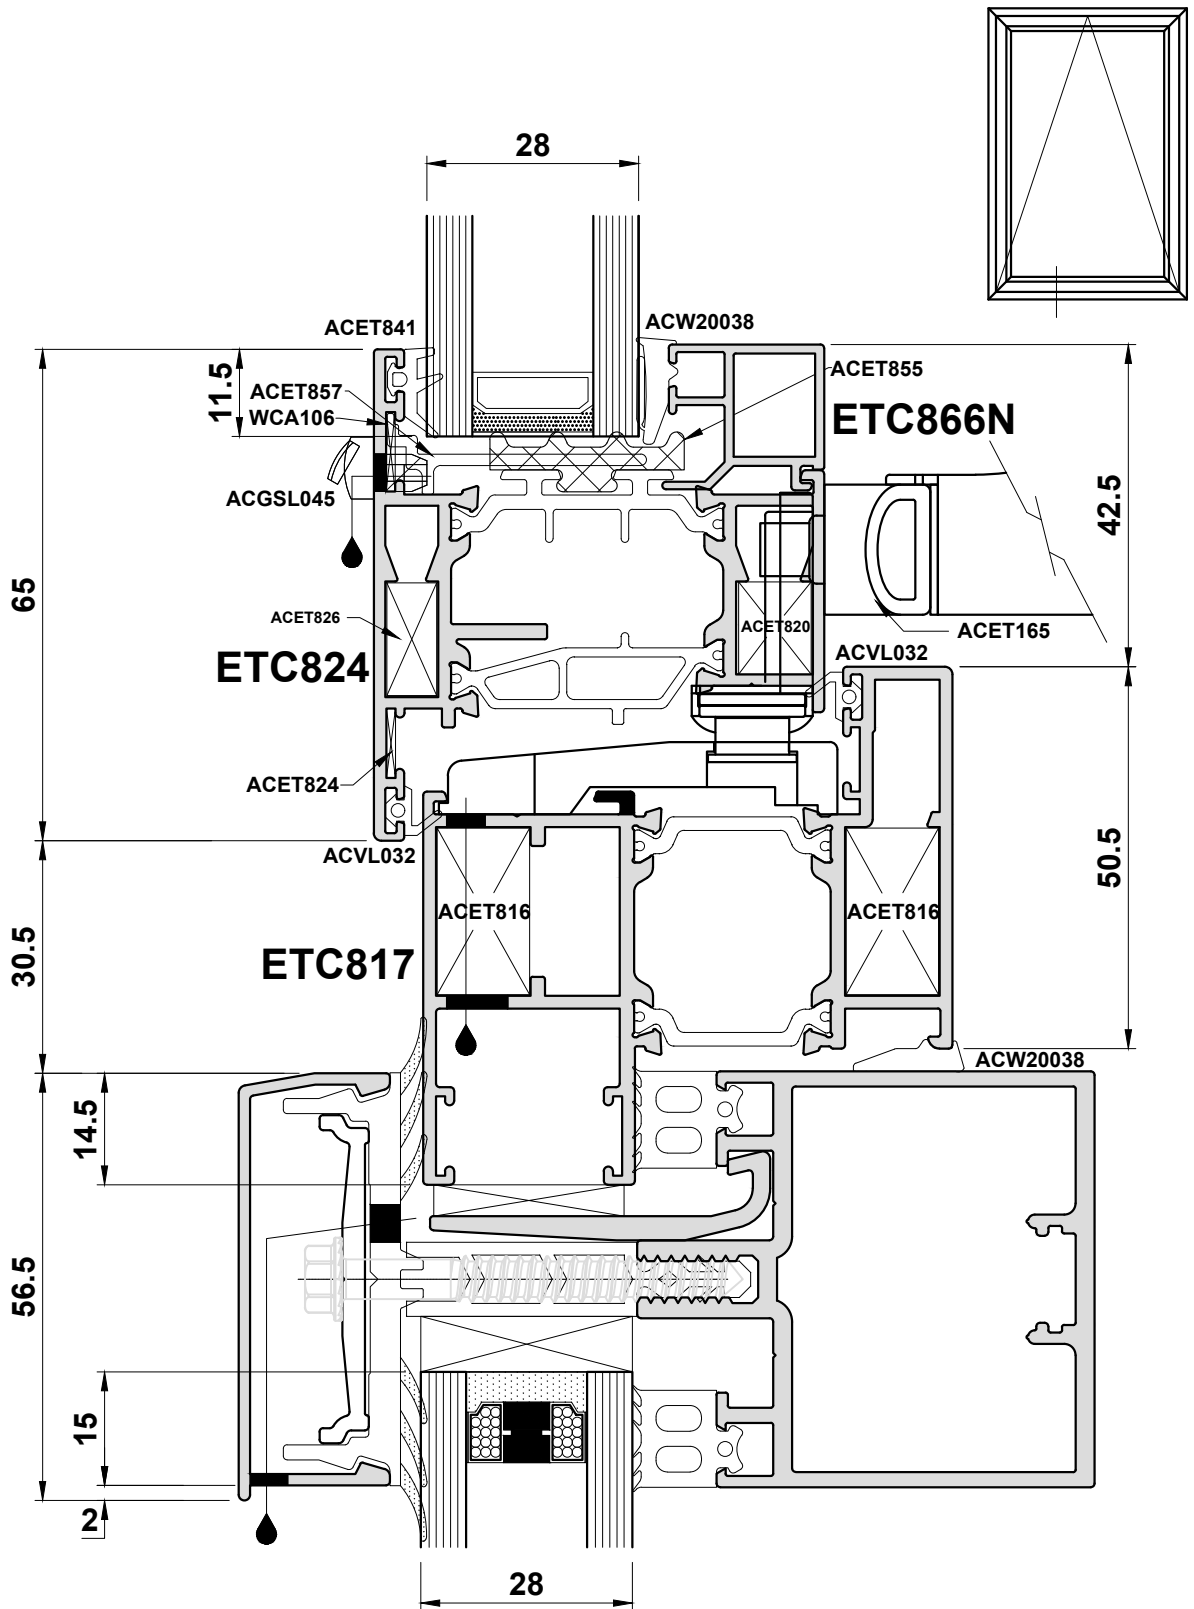 28
ACET841
ACW20038
ACET855
11.5
ACET857
WCA106
ETC866N
ACGSL045
42.5
65
ACET826
ACET820
ACET165
ETC824
ACVL032
ACET824
ACVL032
50.5
ACET816
ACET816
30.5
ETC817
ACW20038
14.5
56.5
15
2
28